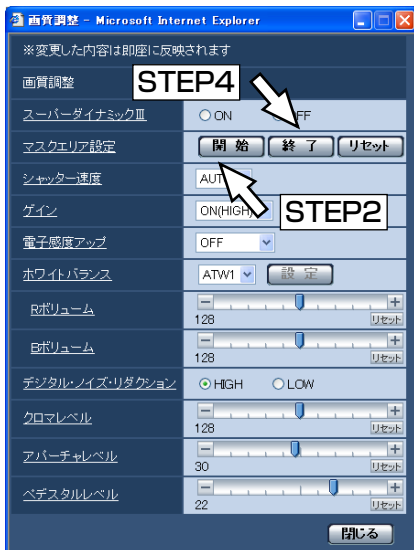 画質調整 - Microsoft Internet Explorer
※変更した内容は即座に反映されます
画質調整
STEP4
スーパーダイナミックⅢ ON FF
マスクエリア設定 開 始 終 了 リセット
シャッター速度 AUT
STEP2
ゲイン ON(HIGH)
電子感度アップ OFF
ホワイトバランス ATW1 設 定
Rボリューム － ＋
128 リセット
Bボリューム － ＋
128 リセット
デジタル・ノイズ・リダクション HIGH LOW
クロマレベル － ＋
128 リセット
アパーチャレベル － ＋
30 リセット
ペデスタルレベル － ＋
22 リセット
閉じる